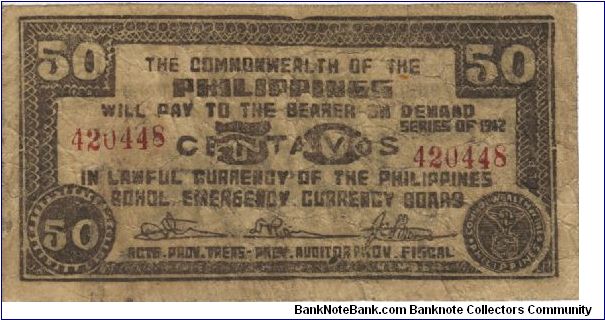 50 50
THE COMMONWEALTH OF THE
PHILIPPINES
WILL PAY TO THE BEARER ON DEMAND
SERIES OF 1942
420448 CENTAVOS 420448
50
IN LAWFUL CURRENCY OF THE PHILIPPINES
BOHOL EMERGENCY CURRENCY BOARD
50
ACTG. PROV. TREAS- PROV. AUDITOR PROV. FISCAL
BankNoteBank.com Banknote Collectors Community